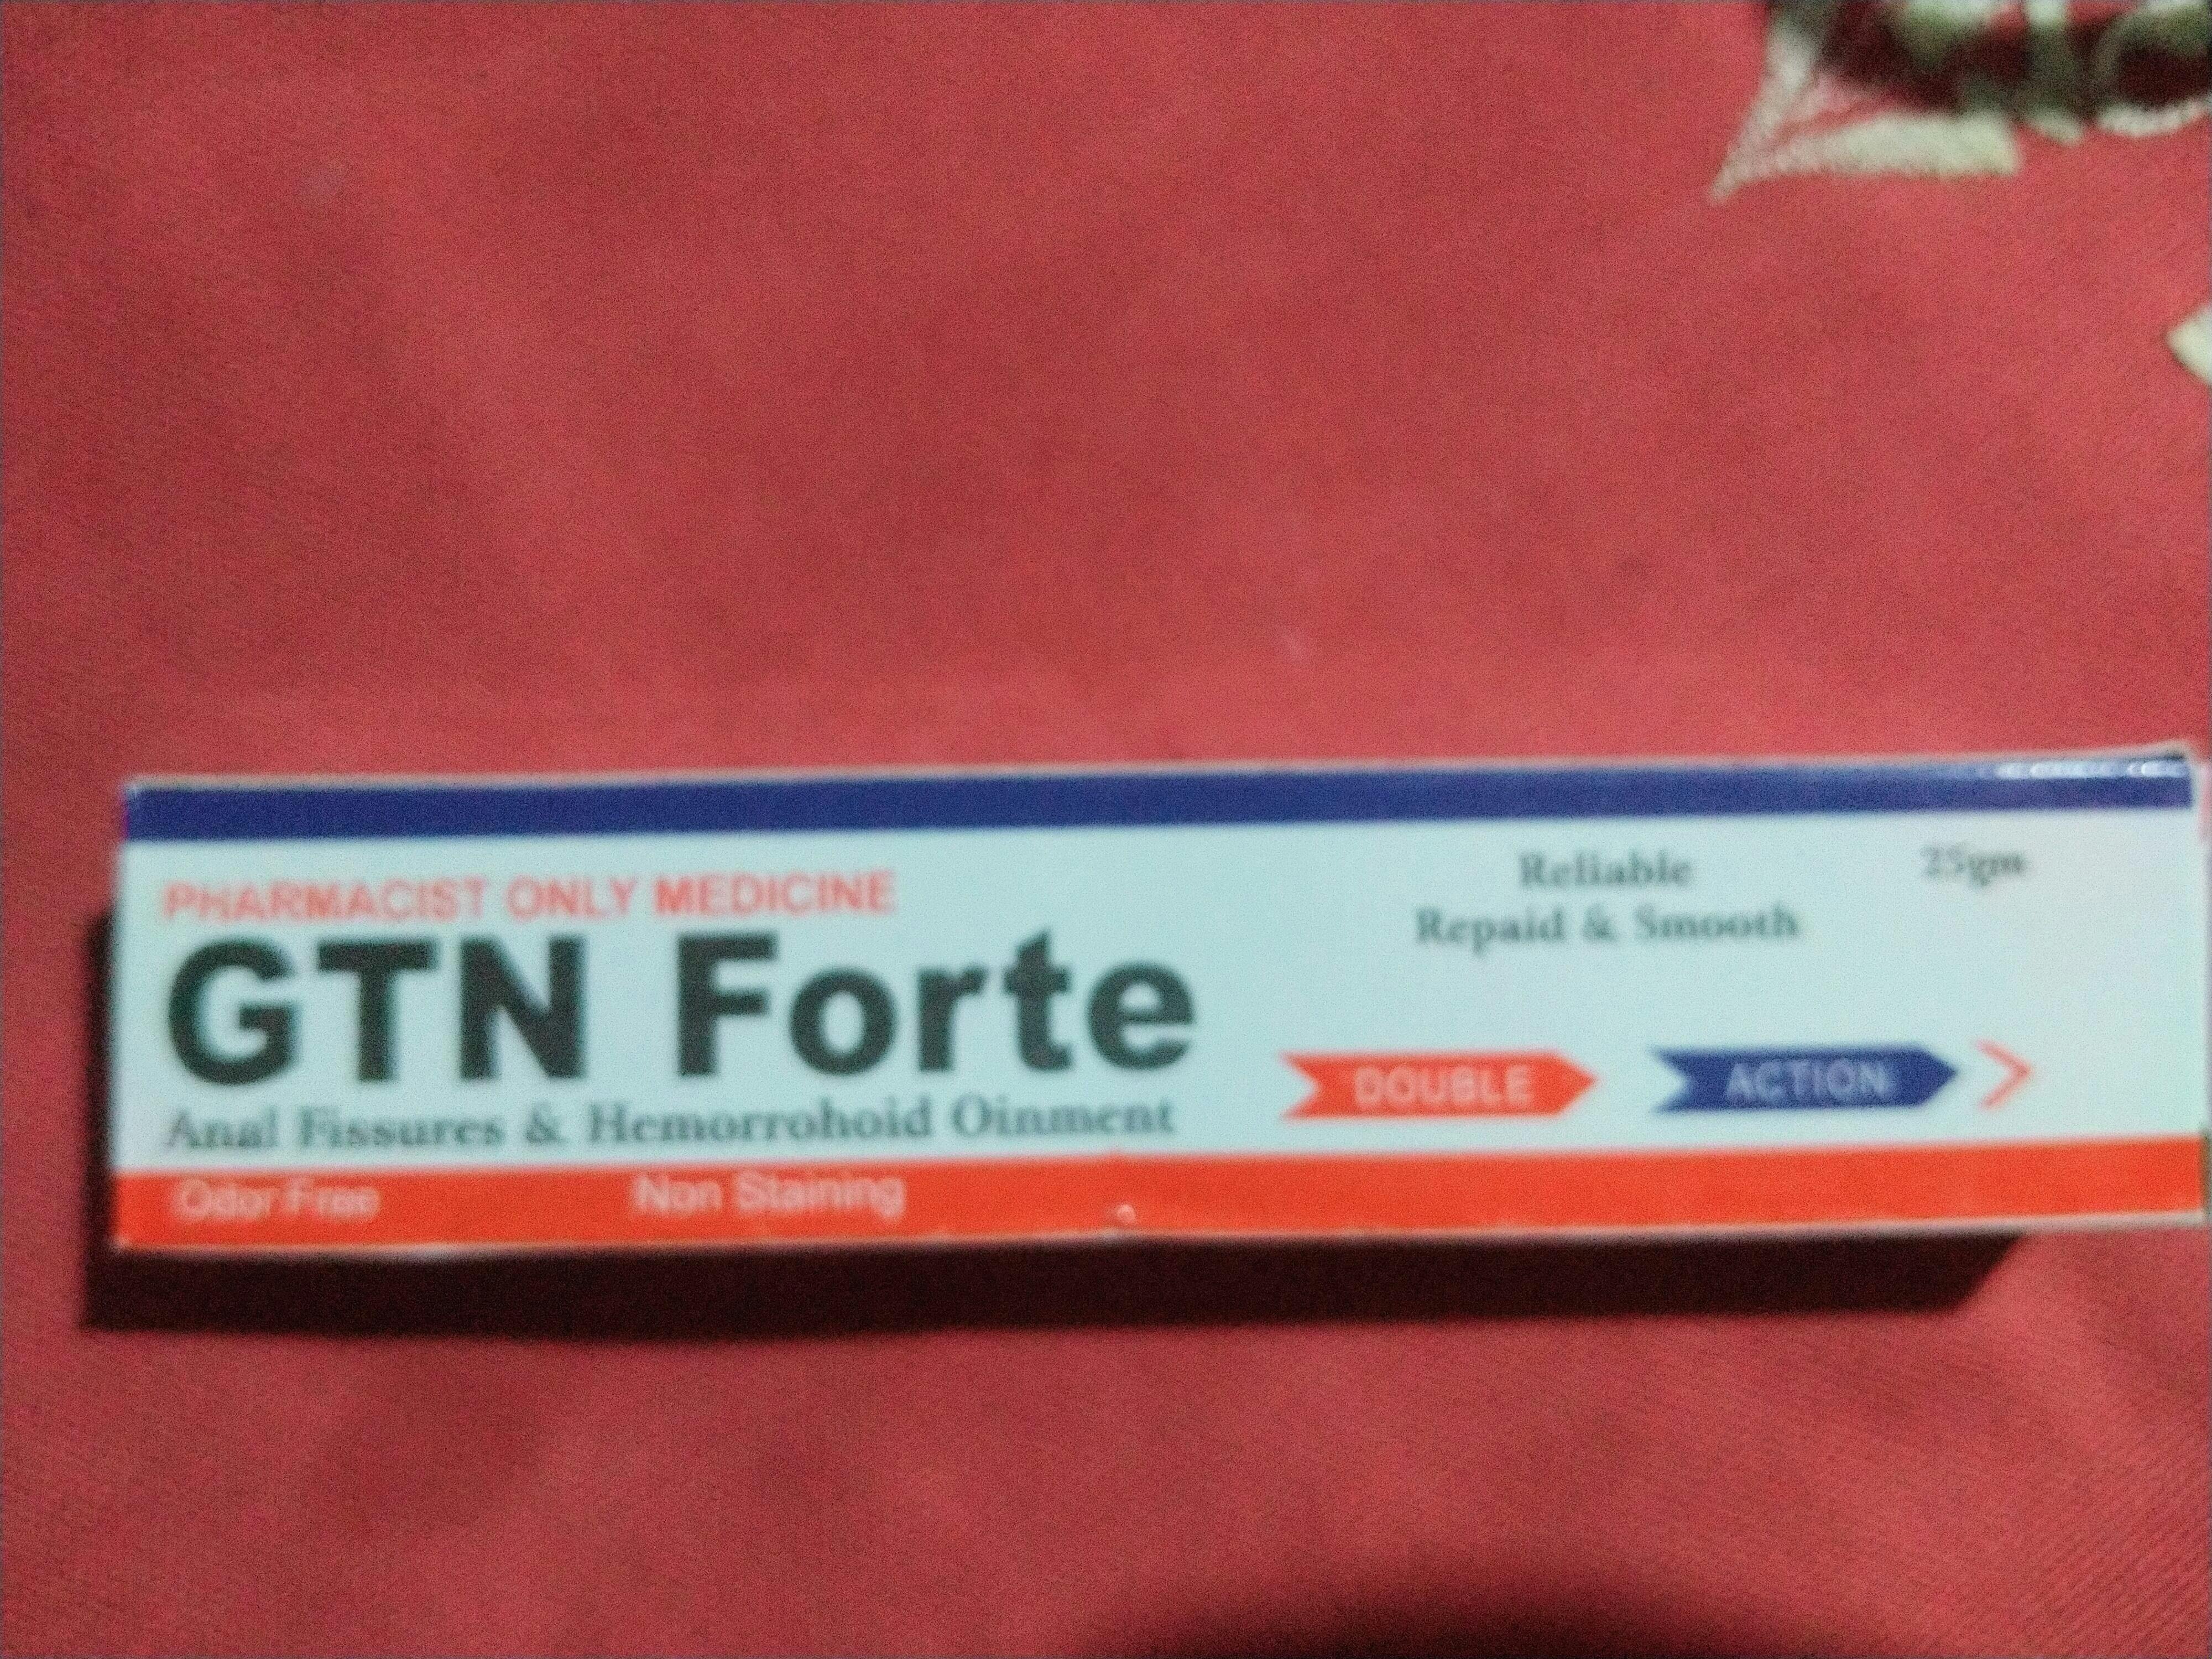 PHARMACIST ONLY MEDICINE
GTN Forte
Anal Fissures & Hemorrohoid Oinment
Odor Free Non Staining
Reliable
Repaid & Smooth
25gm
DOUBLE ACTION